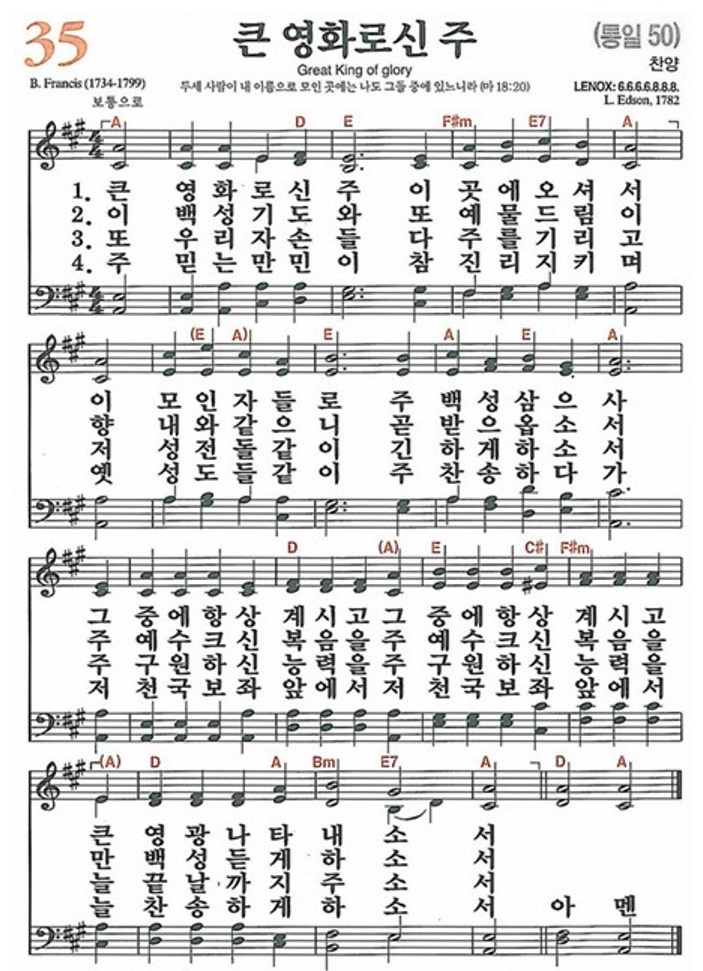 35
큰 영화로신 주
(통일 50)
Great King of glory
찬양
B. Francis (1734-1799)
두세 사람이 내 이름으로 모인 곳에는 나도 그들 중에 있느니라 (마 18:20)
LENOX: 6.6.6.6.8.8.8.
보통으로
L. Edson, 1782
A D E F#m E7 A
1. 큰 영 화 로 신 주 이 곳 에 오 셔 서
2. 이 백 성 기 도 와 또 예 물 드 림 이
3. 또 우 리 자 손 들 다 주 를 기 리 고
4. 주 믿 는 만 민 이 참 진 리 지 키 며
(E A) E A E A
이 모 인 자 들 로 주 백 성 삼 으 사
향 내 와 같 으 니 곧 받 으 옵 소 서
저 성 전 돌 같 이 긴 하 게 하 소 서
옛 성 도 들 같 이 주 찬 송 하 다 가
D (A) E C# F#m
그 중 에 항 상 계 시 고 그 중 에 항 상 계 시 고
주 예 수 크 신 복 음 을 주 예 수 크 신 복 음 을
주 구 원 하 신 능 력 을 주 구 원 하 신 능 력 을
저 천 국 보 좌 앞 에 서 저 천 국 보 좌 앞 에 서
(A) D A Bm E7 A D A
큰 영 광 나 타 내 소 서
만 백 성 듣 게 하 소 서
늘 끝 날 까 지 주 소 서
늘 찬 송 하 게 하 소 서 아 멘